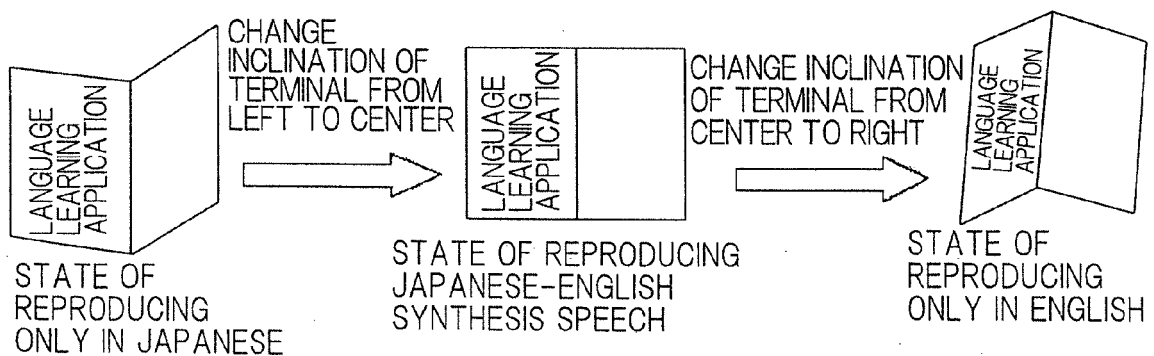 LANGUAGE
LEARNING
APPLICATION
STATE OF
REPRODUCING
ONLY IN JAPANESE
CHANGE
INCLINATION OF
TERMINAL FROM
LEFT TO CENTER
LANGUAGE
LEARNING
APPLICATION
STATE OF REPRODUCING
JAPANESE-ENGLISH
SYNTHESIS SPEECH
CHANGE INCLINATION
OF TERMINAL FROM
CENTER TO RIGHT
LANGUAGE
LEARNING
APPLICATION
STATE OF
REPRODUCING
ONLY IN ENGLISH